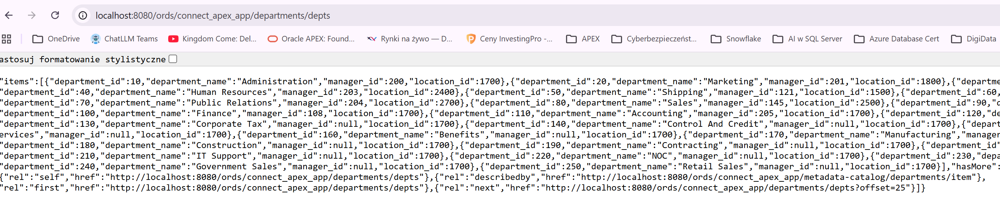 localhost:8080/ords/connect_apex_app/departments/depts
OneDrive ChatLLM Teams Kingdom Come: Del... Oracle APEX: Found... Rynki na żywo — D... Ceny InvestingPro -... APEX Cyberbezpieczeńst... Snowflake AI w SQL Server Azure Database Cert DigiData
astosuj formatowanie stylistyczne
"items":[{"department_id":10,"department_name":"Administration","manager_id":200,"location_id":1700},{"department_id":20,"department_name":"Marketing","manager_id":201,"location_id":1800},{"departme
"department_id":40,"department_name":"Human Resources","manager_id":203,"location_id":2400},{"department_id":50,"department_name":"Shipping","manager_id":121,"location_id":1500},{"department_id":60,
"department_id":70,"department_name":"Public Relations","manager_id":204,"location_id":2700},{"department_id":80,"department_name":"Sales","manager_id":145,"location_id":2500},{"department_id":90,"d
"department_id":100,"department_name":"Finance","manager_id":108,"location_id":1700},{"department_id":110,"department_name":"Accounting","manager_id":205,"location_id":1700},{"department_id":120,"de
"department_id":130,"department_name":"Corporate Tax","manager_id":null,"location_id":1700},{"department_id":140,"department_name":"Control And Credit","manager_id":null,"location_id":1700},{"depart
ervices","manager_id":null,"location_id":1700},{"department_id":160,"department_name":"Benefits","manager_id":null,"location_id":1700},{"department_id":170,"department_name":"Manufacturing","manager
"department_id":180,"department_name":"Construction","manager_id":null,"location_id":1700},{"department_id":190,"department_name":"Contracting","manager_id":null,"location_id":1700},{"department_id"
"department_id":210,"department_name":"IT Support","manager_id":null,"location_id":1700},{"department_id":220,"department_name":"NOC","manager_id":null,"location_id":1700},{"department_id":230,"depa
"department_id":240,"department_name":"Government Sales","manager_id":null,"location_id":1700},{"department_id":250,"department_name":"Retail Sales","manager_id":null,"location_id":1700}],"hasMore":
{"rel":"self","href":"http://localhost:8080/ords/connect_apex_app/departments/depts"},{"rel":"describedby","href":"http://localhost:8080/ords/connect_apex_app/metadata-catalog/departments/item"},
"rel":"first","href":"http://localhost:8080/ords/connect_apex_app/departments/depts"},{"rel":"next","href":"http://localhost:8080/ords/connect_apex_app/departments/depts?offset=25"}]}